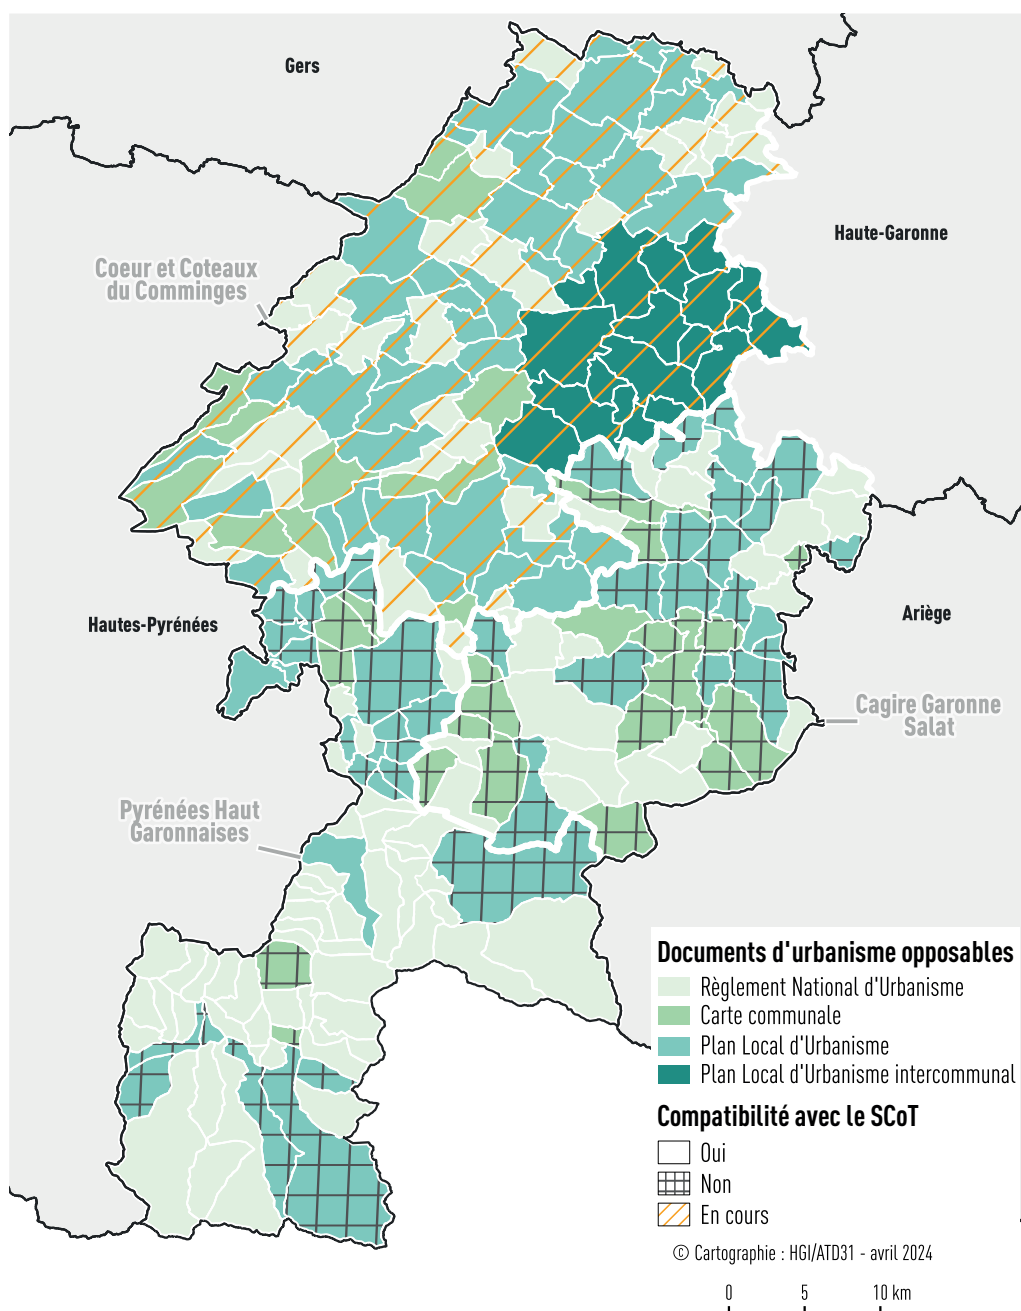 Gers
Haute-Garonne
Coeur et Coteaux
du Comminges
Hautes-Pyrénées
Ariège
Cagire Garonne
Salat
Pyrénées Haut
Garonnaises
Documents d'urbanisme opposables
Règlement National d'Urbanisme
Carte communale
Plan Local d'Urbanisme
Plan Local d'Urbanisme intercommunal
Compatibilité avec le SCoT
Oui
Non
En cours
© Cartographie : HGI/ATD31 - avril 2024
0 5 10 km